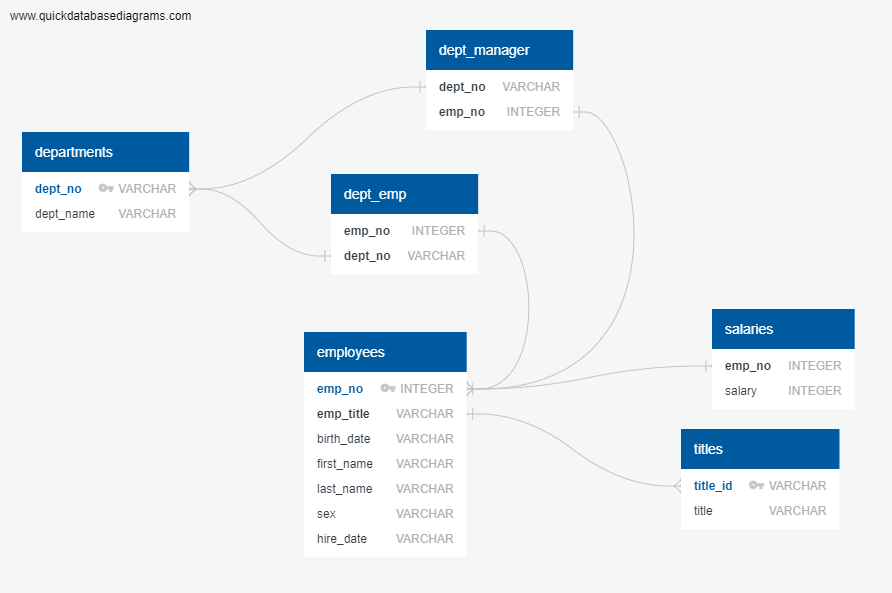 www.quickdatabasediagrams.com
dept_manager
dept_no VARCHAR
emp_no INTEGER
departments
dept_no VARCHAR
dept_name VARCHAR
dept_emp
emp_no INTEGER
dept_no VARCHAR
employees
emp_no INTEGER
emp_title VARCHAR
birth_date VARCHAR
first_name VARCHAR
last_name VARCHAR
sex VARCHAR
hire_date VARCHAR
salaries
emp_no INTEGER
salary INTEGER
titles
title_id VARCHAR
title VARCHAR